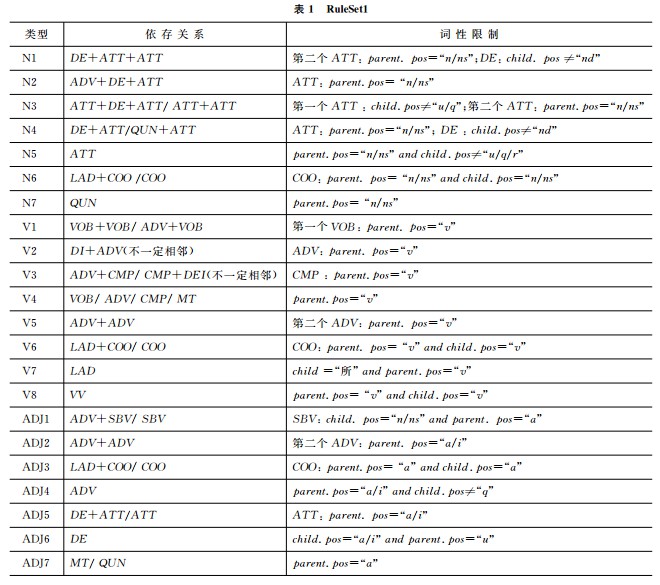 表 1 RuleSet1
类型 依 存 关 系 词 性 限 制
N1 DE+ATT+ATT 第二个 ATT: parent. pos=“n/ns”;DE: child. pos ≠“nd”
N2 ADV+DE+ATT ATT: parent. pos= “n/ns”
N3 ATT+DE+ATT/ ATT+ATT 第一个 ATT : child. pos≠“u/q”; 第二个 ATT: parent. pos=“n/ns”
N4 DE+ATT/QUN+ATT ATT: parent. pos=“n/ns”; DE : child. pos≠“nd”
N5 ATT parent. pos=“n/ns” and child. pos≠“u/q/r”
N6 LAD+COO /COO COO: parent. pos= “n/ns” and child. pos=“n/ns”
N7 QUN parent. pos= “n/ns”
V1 VOB+VOB/ ADV+VOB 第一个 VOB: parent. pos=“v”
V2 DI+ADV(不一定相邻) ADV: parent. pos=“v”
V3 ADV+CMP/ CMP+DEI(不一定相邻) CMP : parent. pos=“v”
V4 VOB/ ADV/ CMP/ MT parent. pos=“v”
V5 ADV+ADV 第二个 ADV: parent. pos=“v”
V6 LAD+COO/ COO COO: parent. pos= “v” and child. pos=“v”
V7 LAD child =“所” and parent. pos=“v”
V8 VV parent. pos= “v” and child. pos=“v”
ADJ1 ADV+SBV/ SBV SBV: child. pos=“n/ns” and parent. pos=“a”
ADJ2 ADV+ADV 第二个 ADV: parent. pos=“a/i”
ADJ3 LAD+COO/ COO COO: parent. pos= “a” and child. pos=“a”
ADJ4 ADV parent. pos=“a/i” and child. pos≠“q”
ADJ5 DE+ATT/ATT ATT: parent. pos=“a/i”
ADJ6 DE child. pos=“a/i” and parent. pos=“u”
ADJ7 MT/ QUN parent. pos=“a”